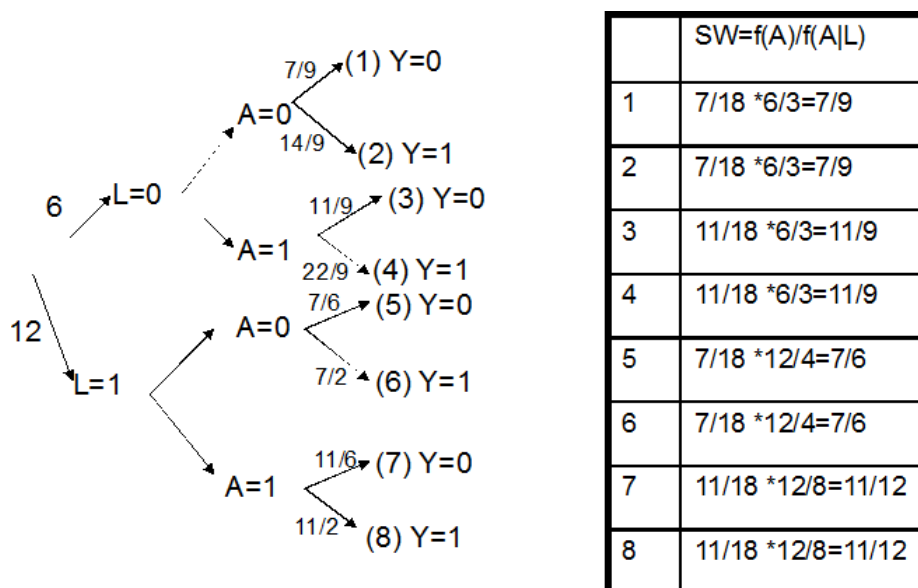 7/9
(1) Y=0
A=0
14/9
(2) Y=1
6
L=0
11/9
(3) Y=0
A=1
22/9
(4) Y=1
7/6
(5) Y=0
A=0
12
7/2
(6) Y=1
L=1
11/6
(7) Y=0
A=1
11/2
(8) Y=1
SW=f(A)/f(A|L)
1 7/18 *6/3=7/9
2 7/18 *6/3=7/9
3 11/18 *6/3=11/9
4 11/18 *6/3=11/9
5 7/18 *12/4=7/6
6 7/18 *12/4=7/6
7 11/18 *12/8=11/12
8 11/18 *12/8=11/12